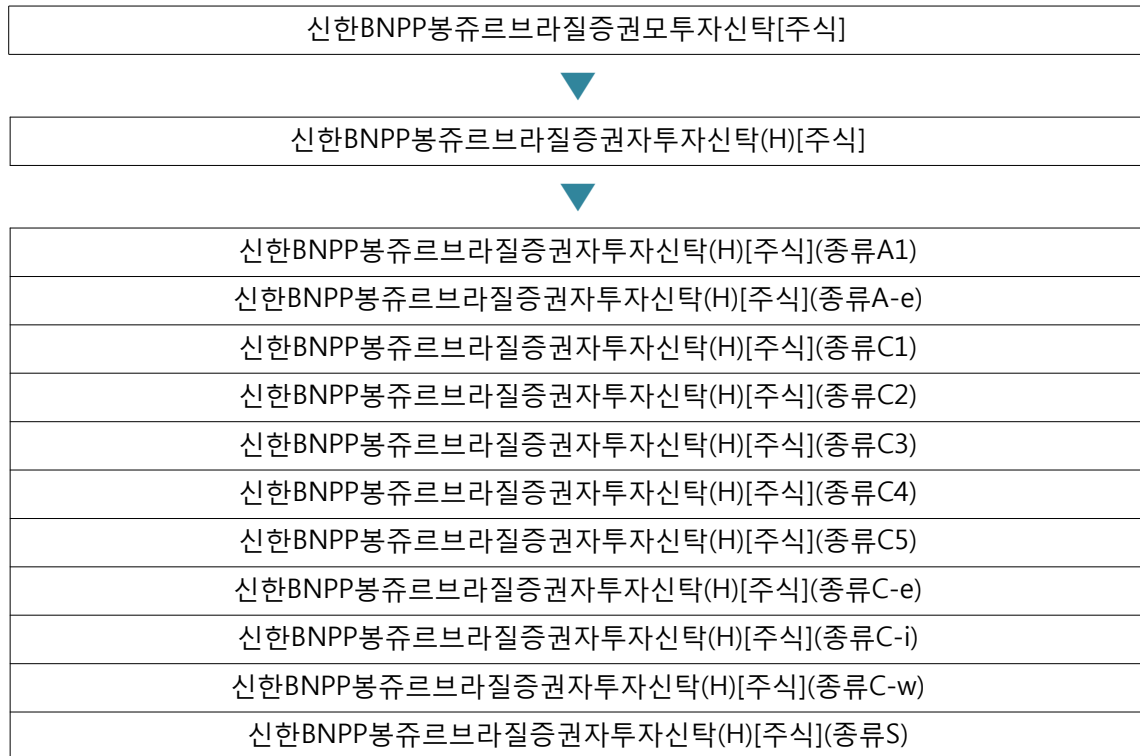 신한BNPP봉쥬르브라질증권모투자신탁[주식]
신한BNPP봉쥬르브라질증권자투자신탁(H)[주식]
신한BNPP봉쥬르브라질증권자투자신탁(H)[주식](종류A1)
신한BNPP봉쥬르브라질증권자투자신탁(H)[주식](종류A-e)
신한BNPP봉쥬르브라질증권자투자신탁(H)[주식](종류C1)
신한BNPP봉쥬르브라질증권자투자신탁(H)[주식](종류C2)
신한BNPP봉쥬르브라질증권자투자신탁(H)[주식](종류C3)
신한BNPP봉쥬르브라질증권자투자신탁(H)[주식](종류C4)
신한BNPP봉쥬르브라질증권자투자신탁(H)[주식](종류C5)
신한BNPP봉쥬르브라질증권자투자신탁(H)[주식](종류C-e)
신한BNPP봉쥬르브라질증권자투자신탁(H)[주식](종류C-i)
신한BNPP봉쥬르브라질증권자투자신탁(H)[주식](종류C-w)
신한BNPP봉쥬르브라질증권자투자신탁(H)[주식](종류S)